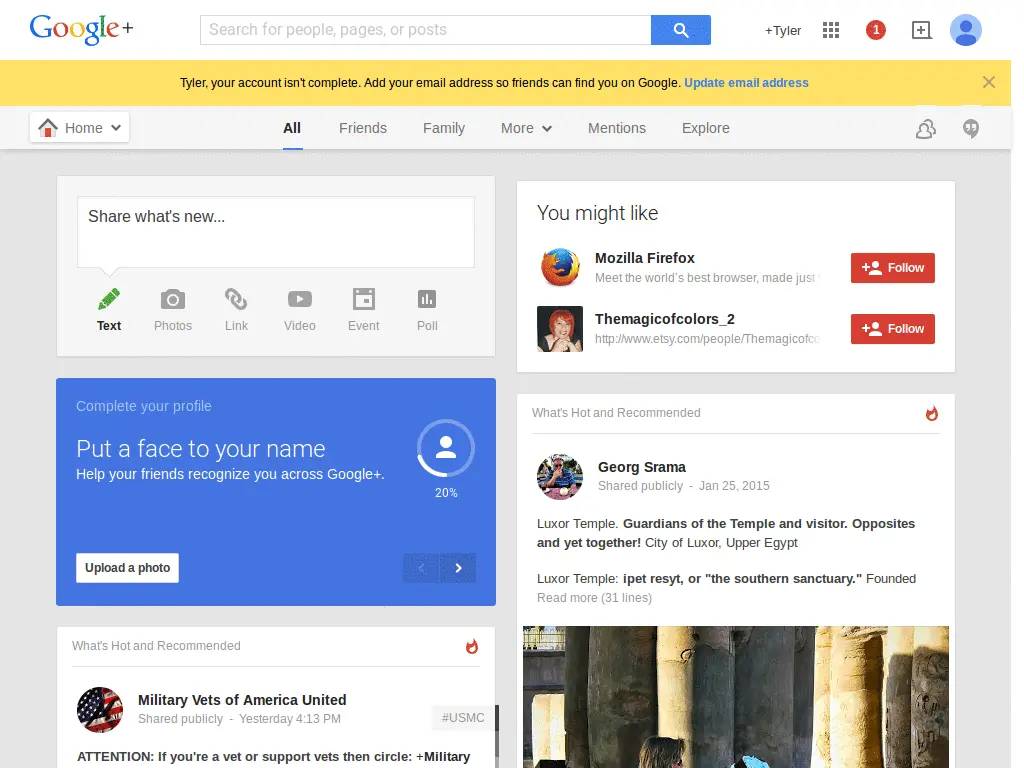 Google+
Search for people, pages, or posts
+Tyler
1
Tyler, your account isn't complete. Add your email address so friends can find you on Google. Update email address
Home
All
Friends
Family
More
Mentions
Explore
Share what's new...
Text
Photos
Link
Video
Event
Poll
You might like
Mozilla Firefox
Meet the world's best browser, made just
Follow
Themagicofcolors_2
http://www.etsy.com/people/Themagicofco
Follow
Complete your profile
Put a face to your name
Help your friends recognize you across Google+.
20%
Upload a photo
What's Hot and Recommended
Military Vets of America United
Shared publicly - Yesterday 4:13 PM
#USMC
ATTENTION: If you're a vet or support vets then circle: +Military
What's Hot and Recommended
Georg Srama
Shared publicly - Jan 25, 2015
Luxor Temple. Guardians of the Temple and visitor. Opposites
and yet together! City of Luxor, Upper Egypt
Luxor Temple: ipet resyt, or "the southern sanctuary." Founded
Read more (31 lines)